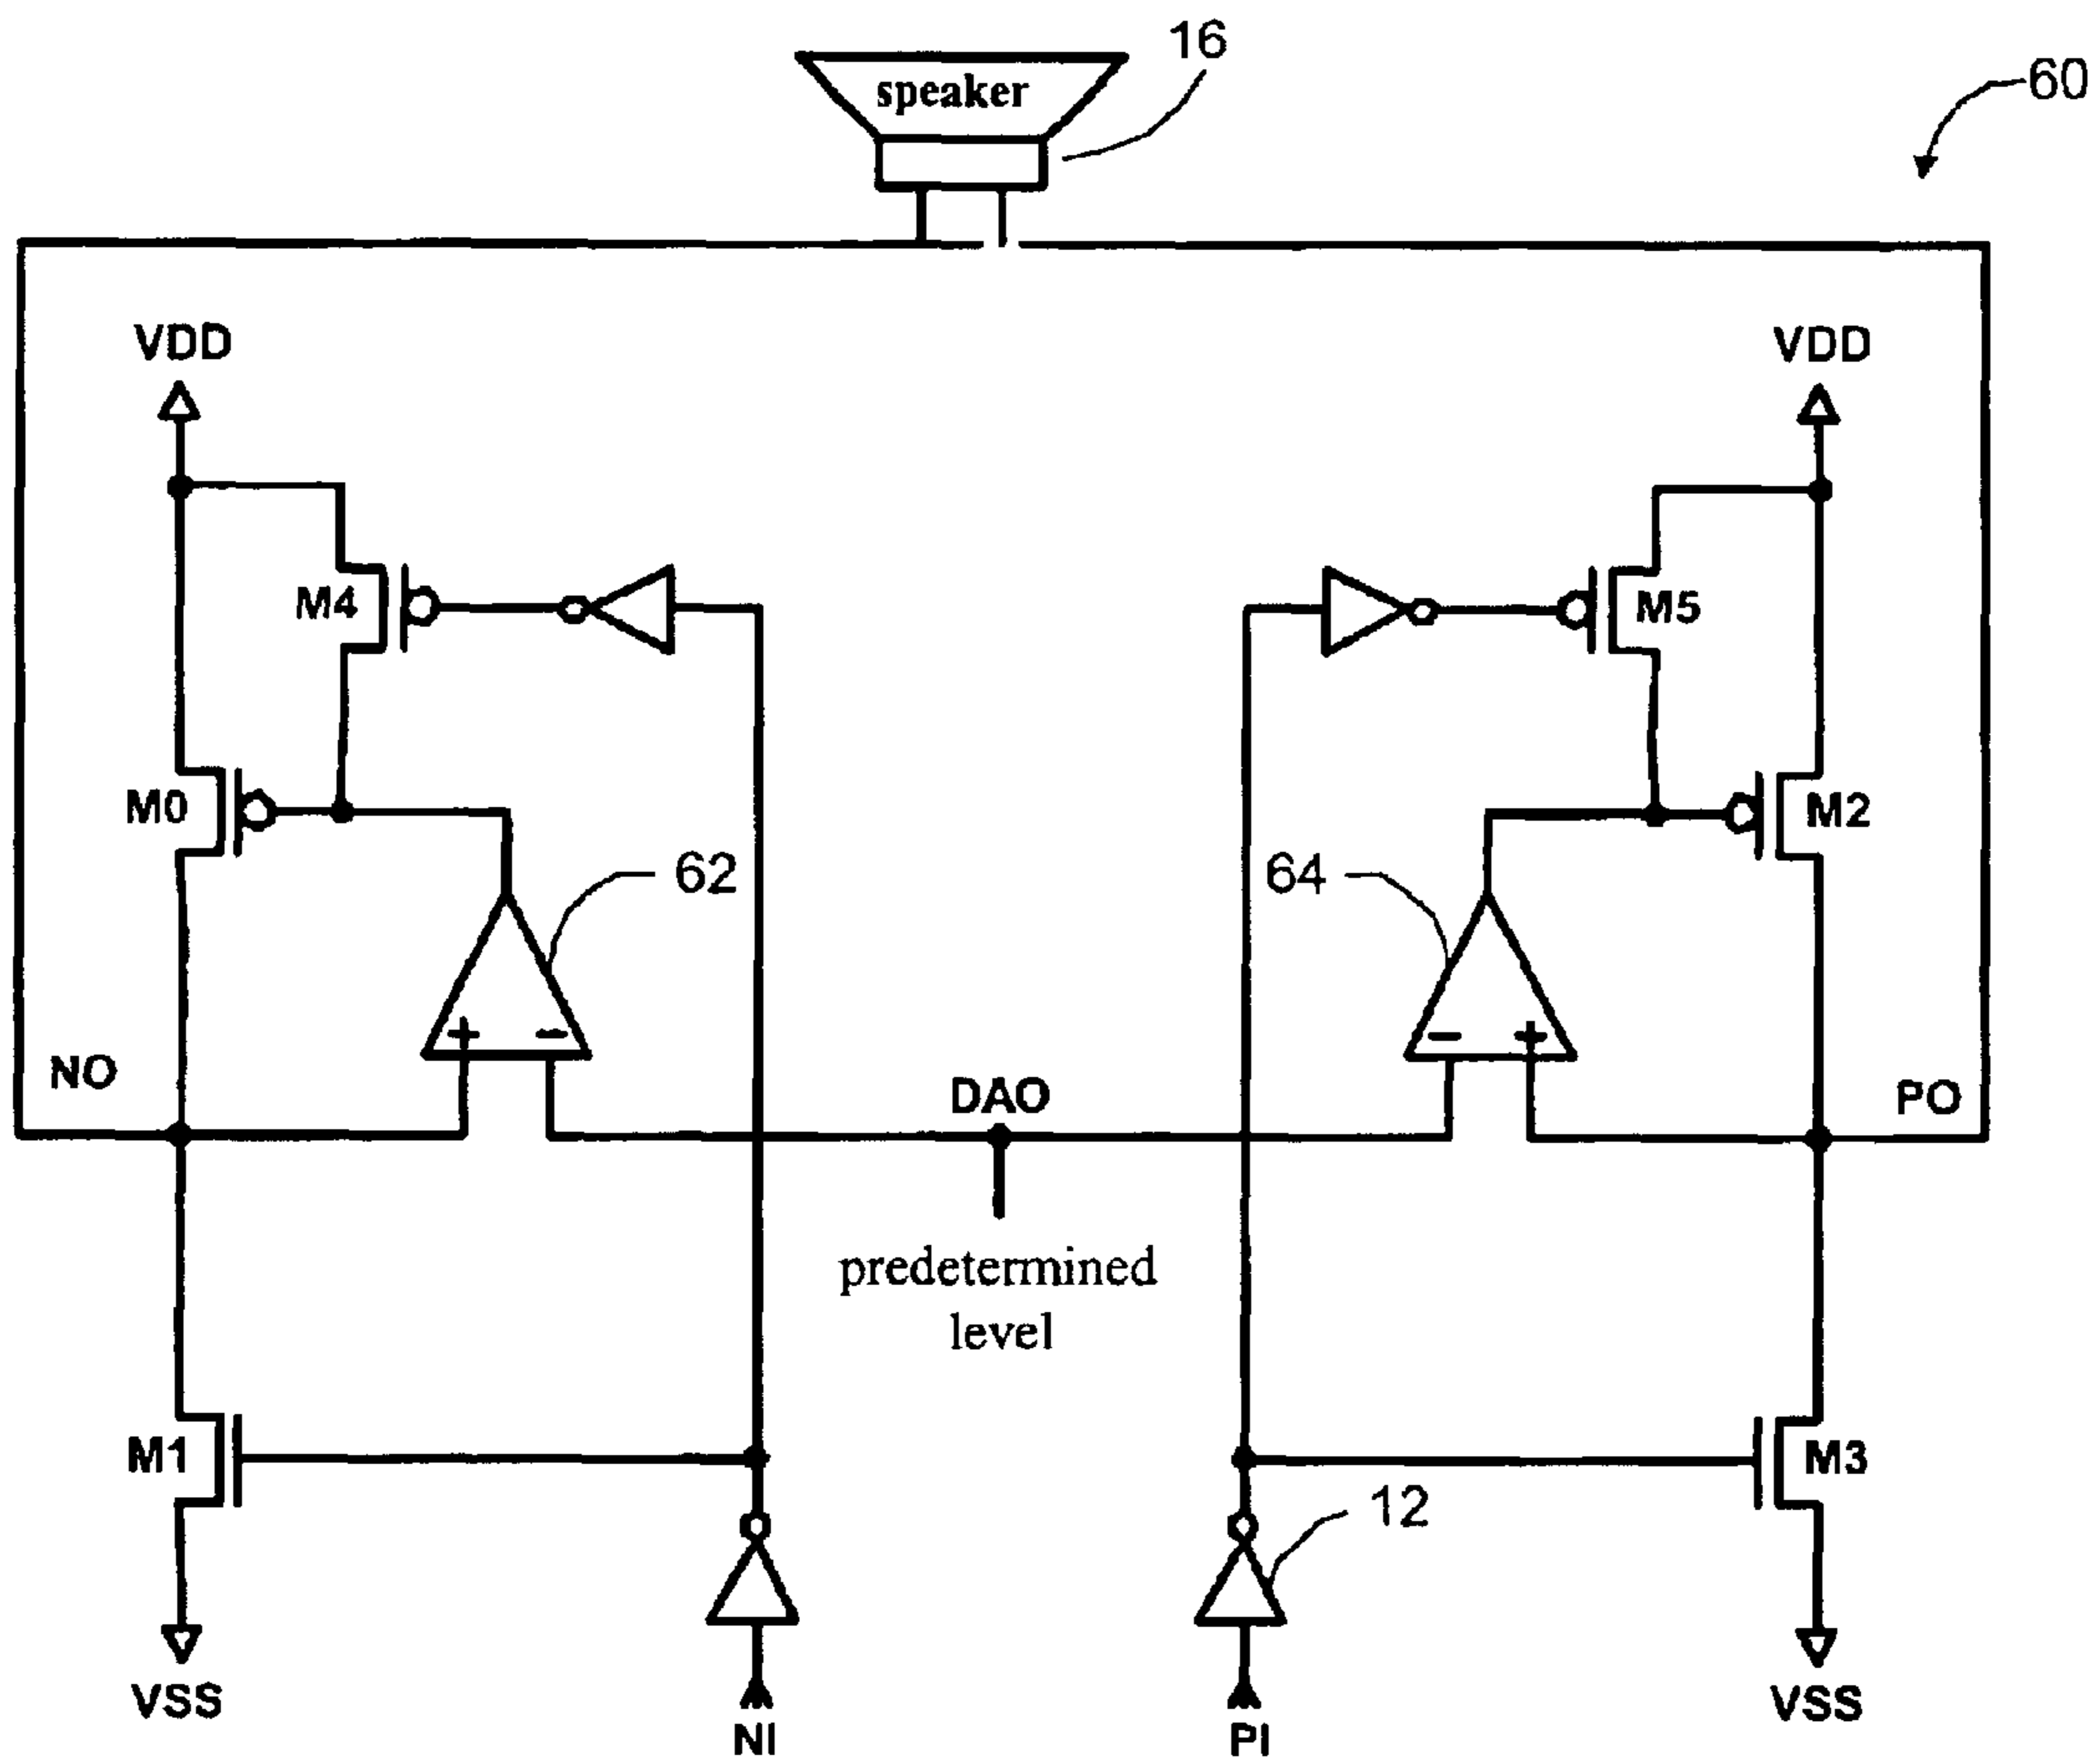 16
speaker
60
VDD
VDD
M4
M5
M0
M2
62
64
+
−
−
+
NO
DAO
PO
predetermined
level
M1
M3
12
VSS
VSS
NI
PI